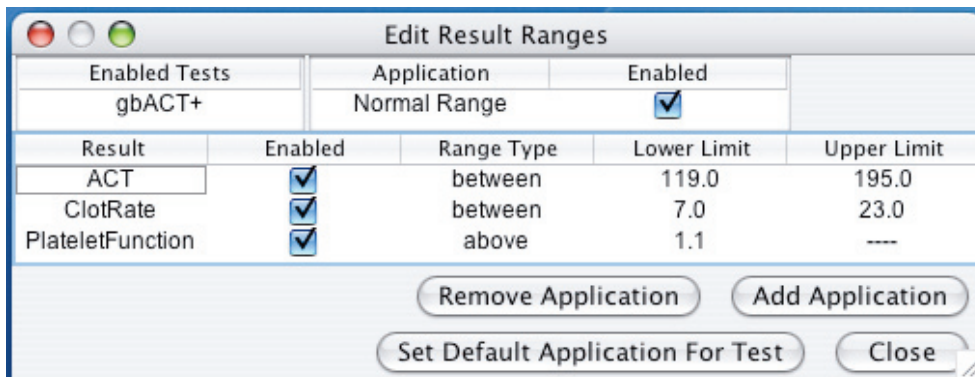 Edit Result Ranges
Enabled Tests Application Enabled
gbACT+ Normal Range
Result Enabled Range Type Lower Limit Upper Limit
ACT between 119.0 195.0
ClotRate between 7.0 23.0
PlateletFunction above 1.1 ----
Remove Application Add Application
Set Default Application For Test Close